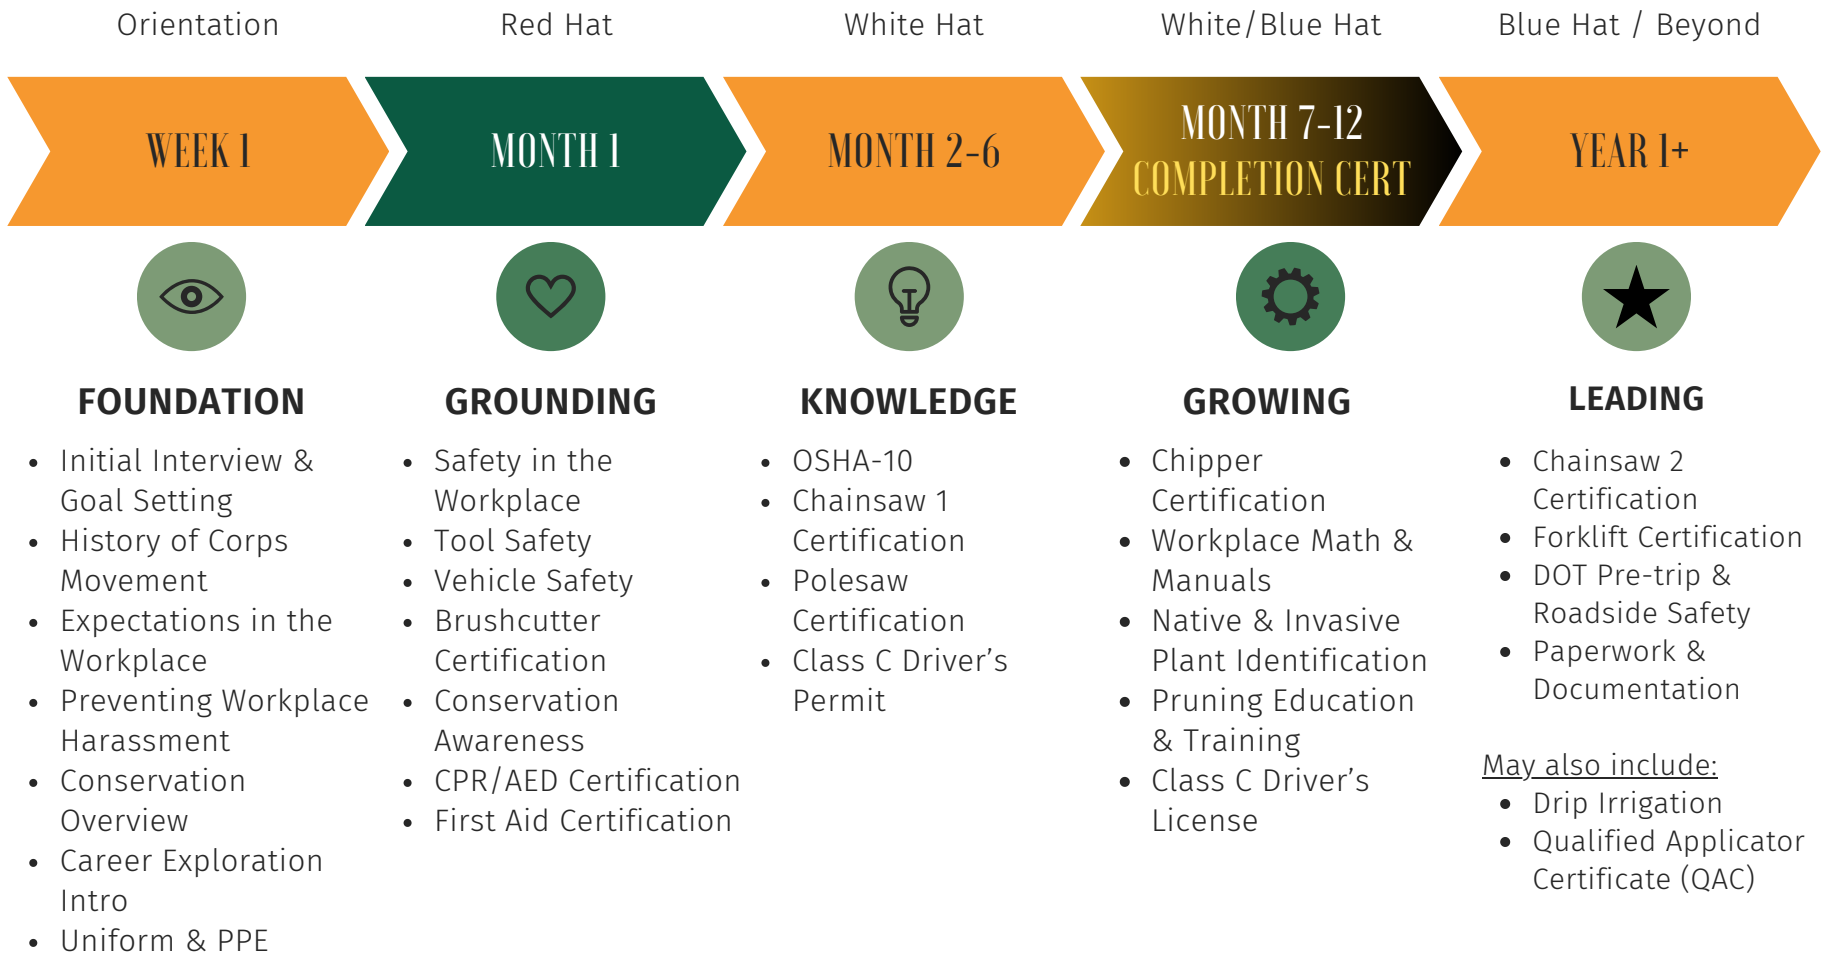 Orientation
Red Hat
White Hat
White/Blue Hat
Blue Hat / Beyond
WEEK 1
MONTH 1
MONTH 2-6
MONTH 7-12
COMPLETION CERT
YEAR 1+
FOUNDATION
• Initial Interview &
Goal Setting
• History of Corps
Movement
• Expectations in the
Workplace
• Preventing Workplace
Harassment
• Conservation
Overview
• Career Exploration
Intro
• Uniform & PPE
GROUNDING
• Safety in the
Workplace
• Tool Safety
• Vehicle Safety
• Brushcutter
Certification
• Conservation
Awareness
• CPR/AED Certification
• First Aid Certification
KNOWLEDGE
• OSHA-10
• Chainsaw 1
Certification
• Polesaw
Certification
• Class C Driver’s
Permit
GROWING
• Chipper
Certification
• Workplace Math &
Manuals
• Native & Invasive
Plant Identification
• Pruning Education
& Training
• Class C Driver’s
License
LEADING
• Chainsaw 2
Certification
• Forklift Certification
• DOT Pre-trip &
Roadside Safety
• Paperwork &
Documentation
May also include:
• Drip Irrigation
• Qualified Applicator
Certificate (QAC)